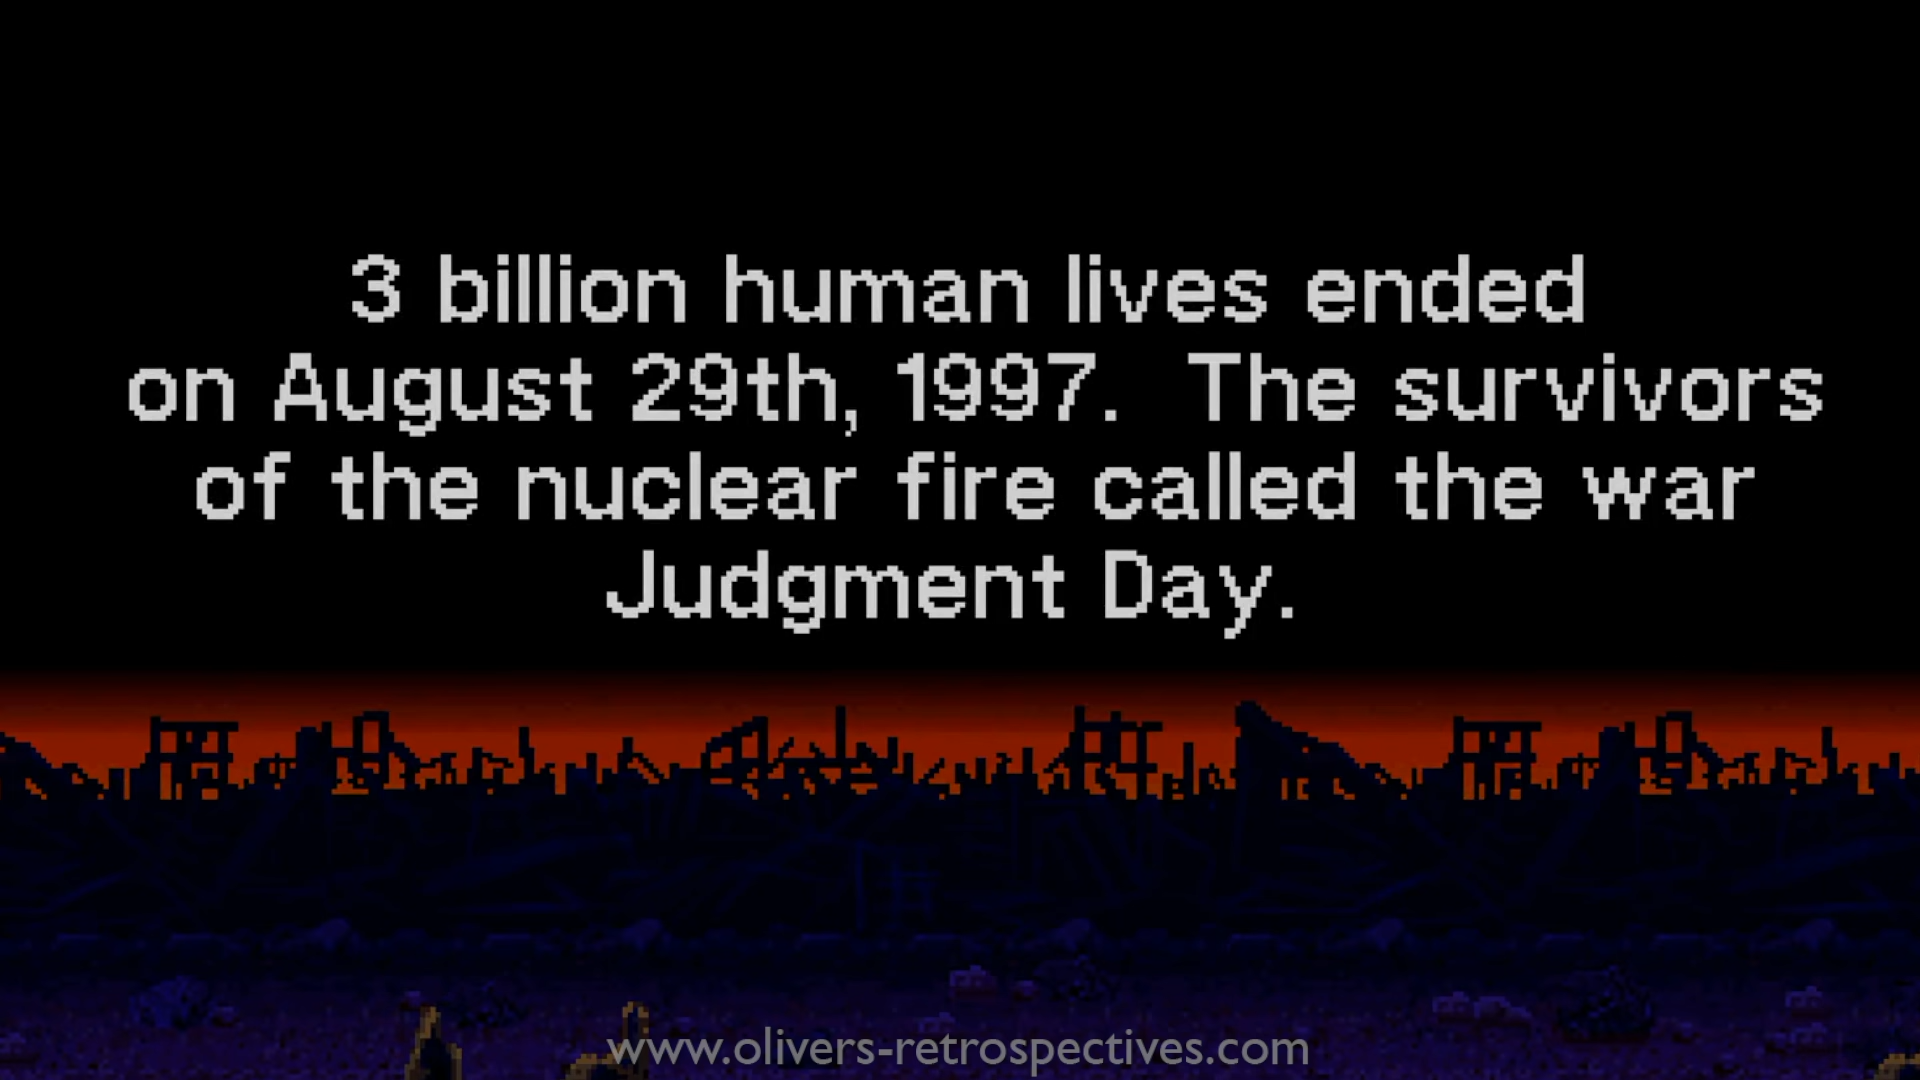 3 billion human lives ended
on August 29th, 1997. The survivors
of the nuclear fire called the war
Judgment Day.
www.olivers-retrospectives.com